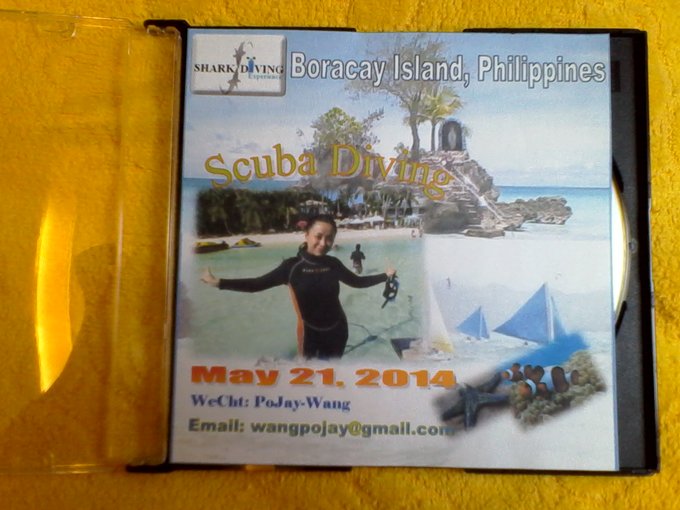 SHARK DIVING
Experience
Boracay Island, Philippines
Scuba Diving
May 21, 2014
WeCht: PoJay-Wang
Email: wangpojay@gmail.com